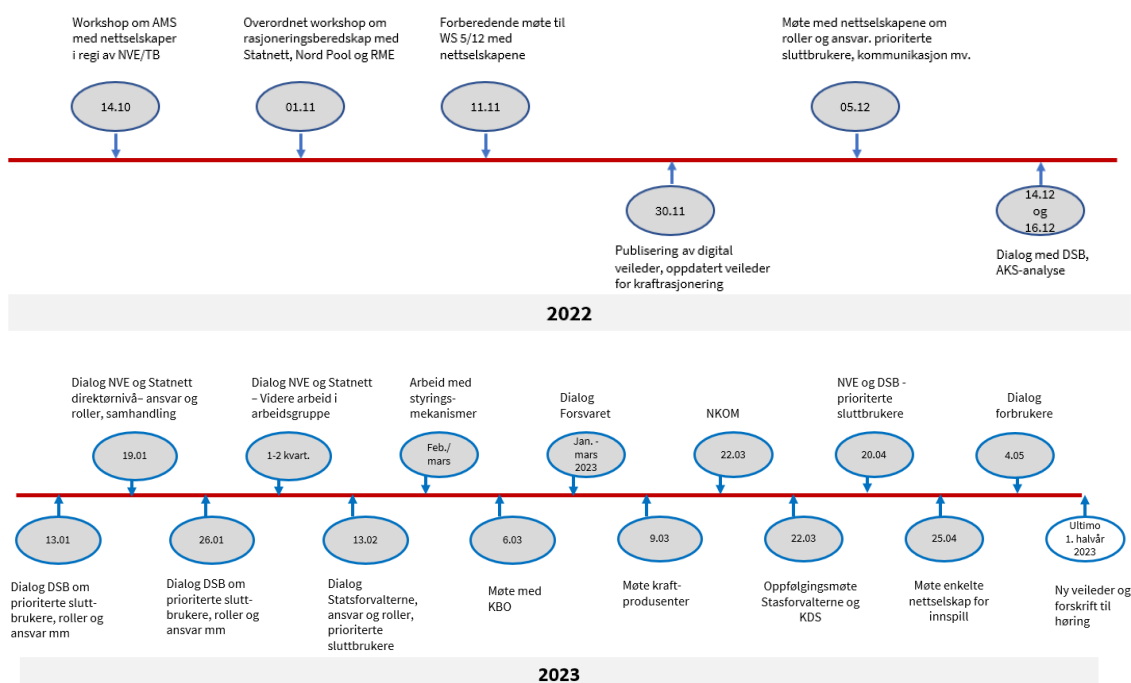 Workshop om AMS
med nettselskaper
i regi av NVE/TB
Overordnet workshop om
rasjoneringsberedskap med
Statnett, Nord Pool og RME
Forberedende møte til
WS 5/12 med
nettselskapene
Møte med nettselskapene om
roller og ansvar. prioriterte
sluttbrukere, kommunikasjon mv.
14.10
01.11
11.11
05.12
30.11
14.12
og
16.12
Publisering av digital
veileder, oppdatert veileder
for kraftrasjonering
Dialog med DSB,
AKS-analyse
2022
Dialog NVE og Statnett
direktørnivå– ansvar og
roller, samhandling
Dialog NVE og Statnett
– Videre arbeid i
arbeidsgruppe
Arbeid med
styrings-
mekanismer
Dialog
Forsvaret
NKOM
NVE og DSB -
prioriterte
sluttbrukere
Dialog
forbrukere
19.01
1-2 kvart.
Feb./
mars
Jan. -
mars
2023
22.03
20.04
4.05
13.01
26.01
13.02
6.03
9.03
22.03
25.04
Ultimo
1. halvår
2023
Dialog DSB om
prioriterte slutt-
brukere, roller og
ansvar mm
Dialog DSB om
prioriterte slutt-
brukere, roller og
ansvar mm
Dialog
Statsforvalterne,
ansvar og roller,
prioriterte
sluttbrukere
Møte med
KBO
Møte kraft-
produsenter
Oppfølgingsmøte
Stasforvalterne og
KDS
Møte enkelte
nettselskap for
innspill
Ny veileder og
forskrift til
høring
2023